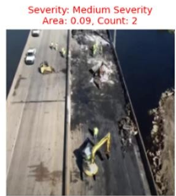 Severity: Medium Severity
Area: 0.09, Count: 2